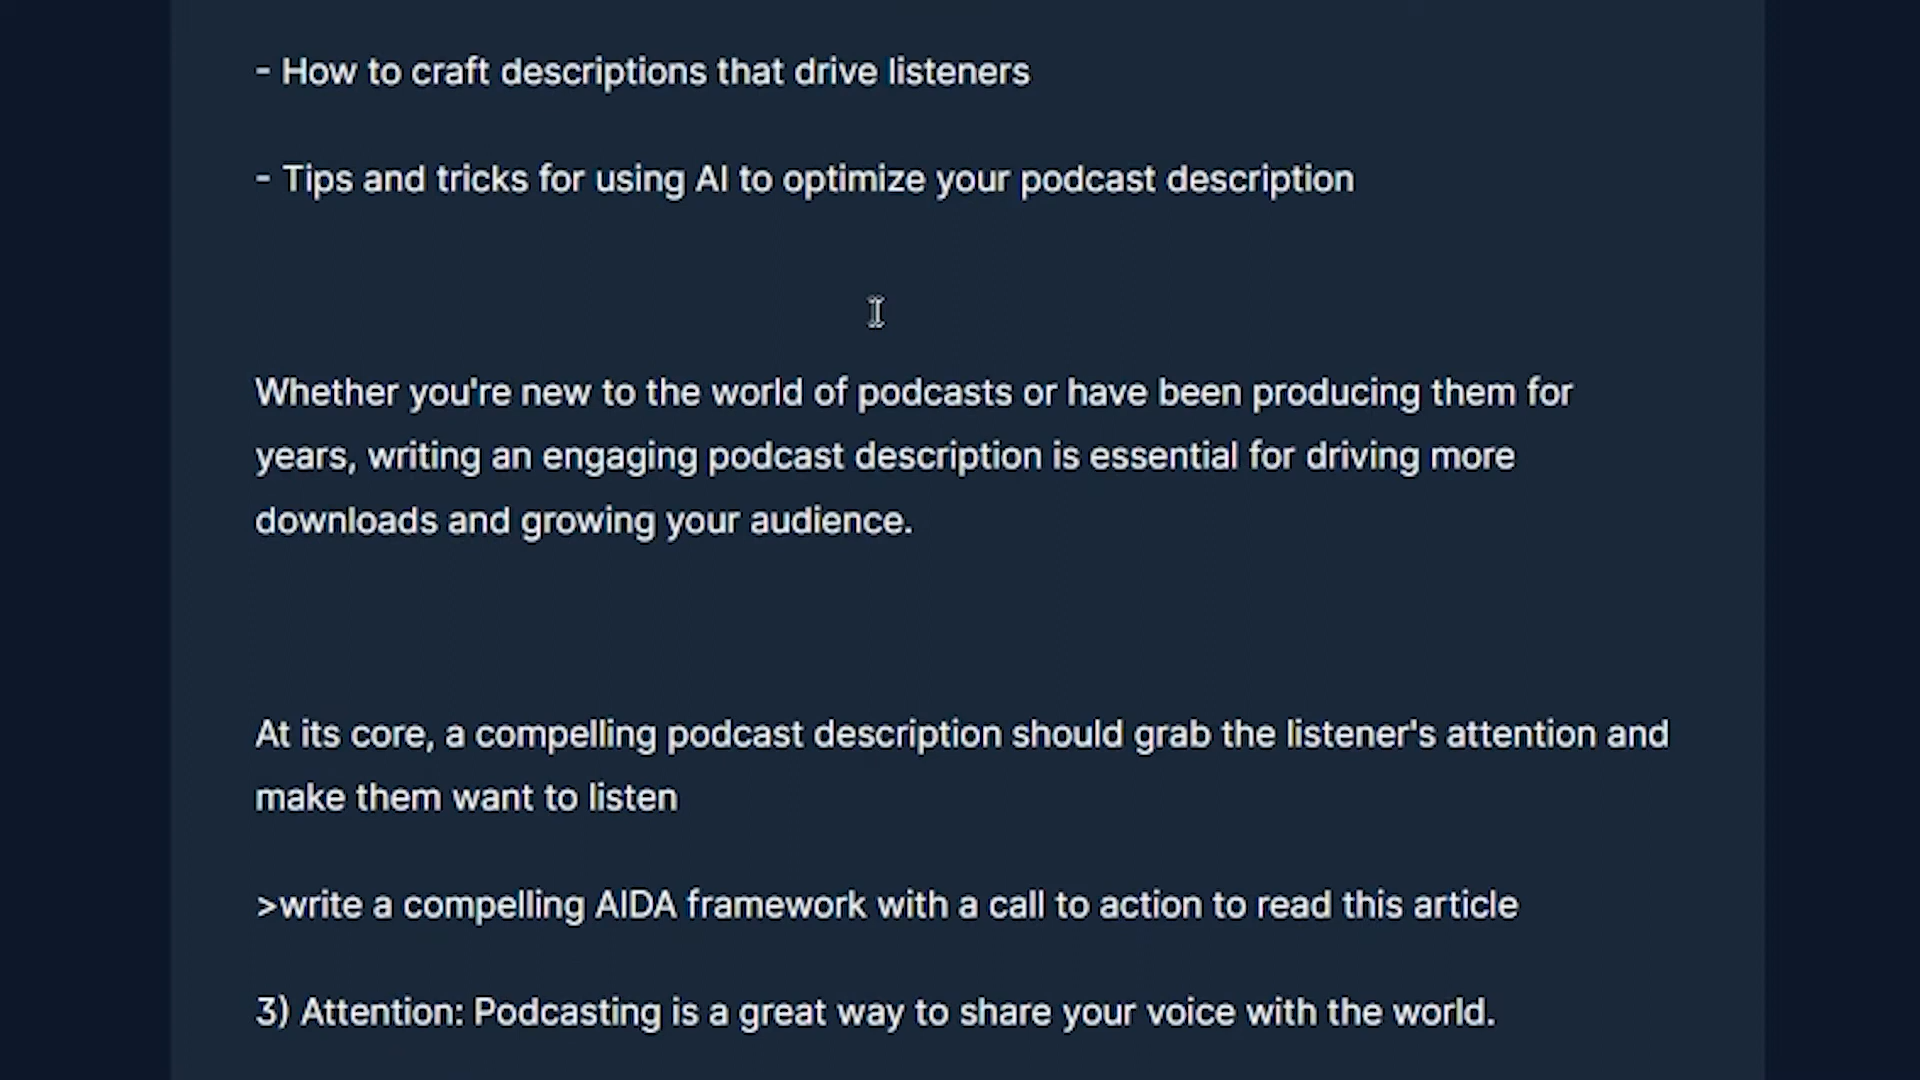 - How to craft descriptions that drive listeners
- Tips and tricks for using AI to optimize your podcast description
Whether you're new to the world of podcasts or have been producing them for
years, writing an engaging podcast description is essential for driving more
downloads and growing your audience.
At its core, a compelling podcast description should grab the listener's attention and
make them want to listen
>write a compelling AIDA framework with a call to action to read this article
3) Attention: Podcasting is a great way to share your voice with the world.